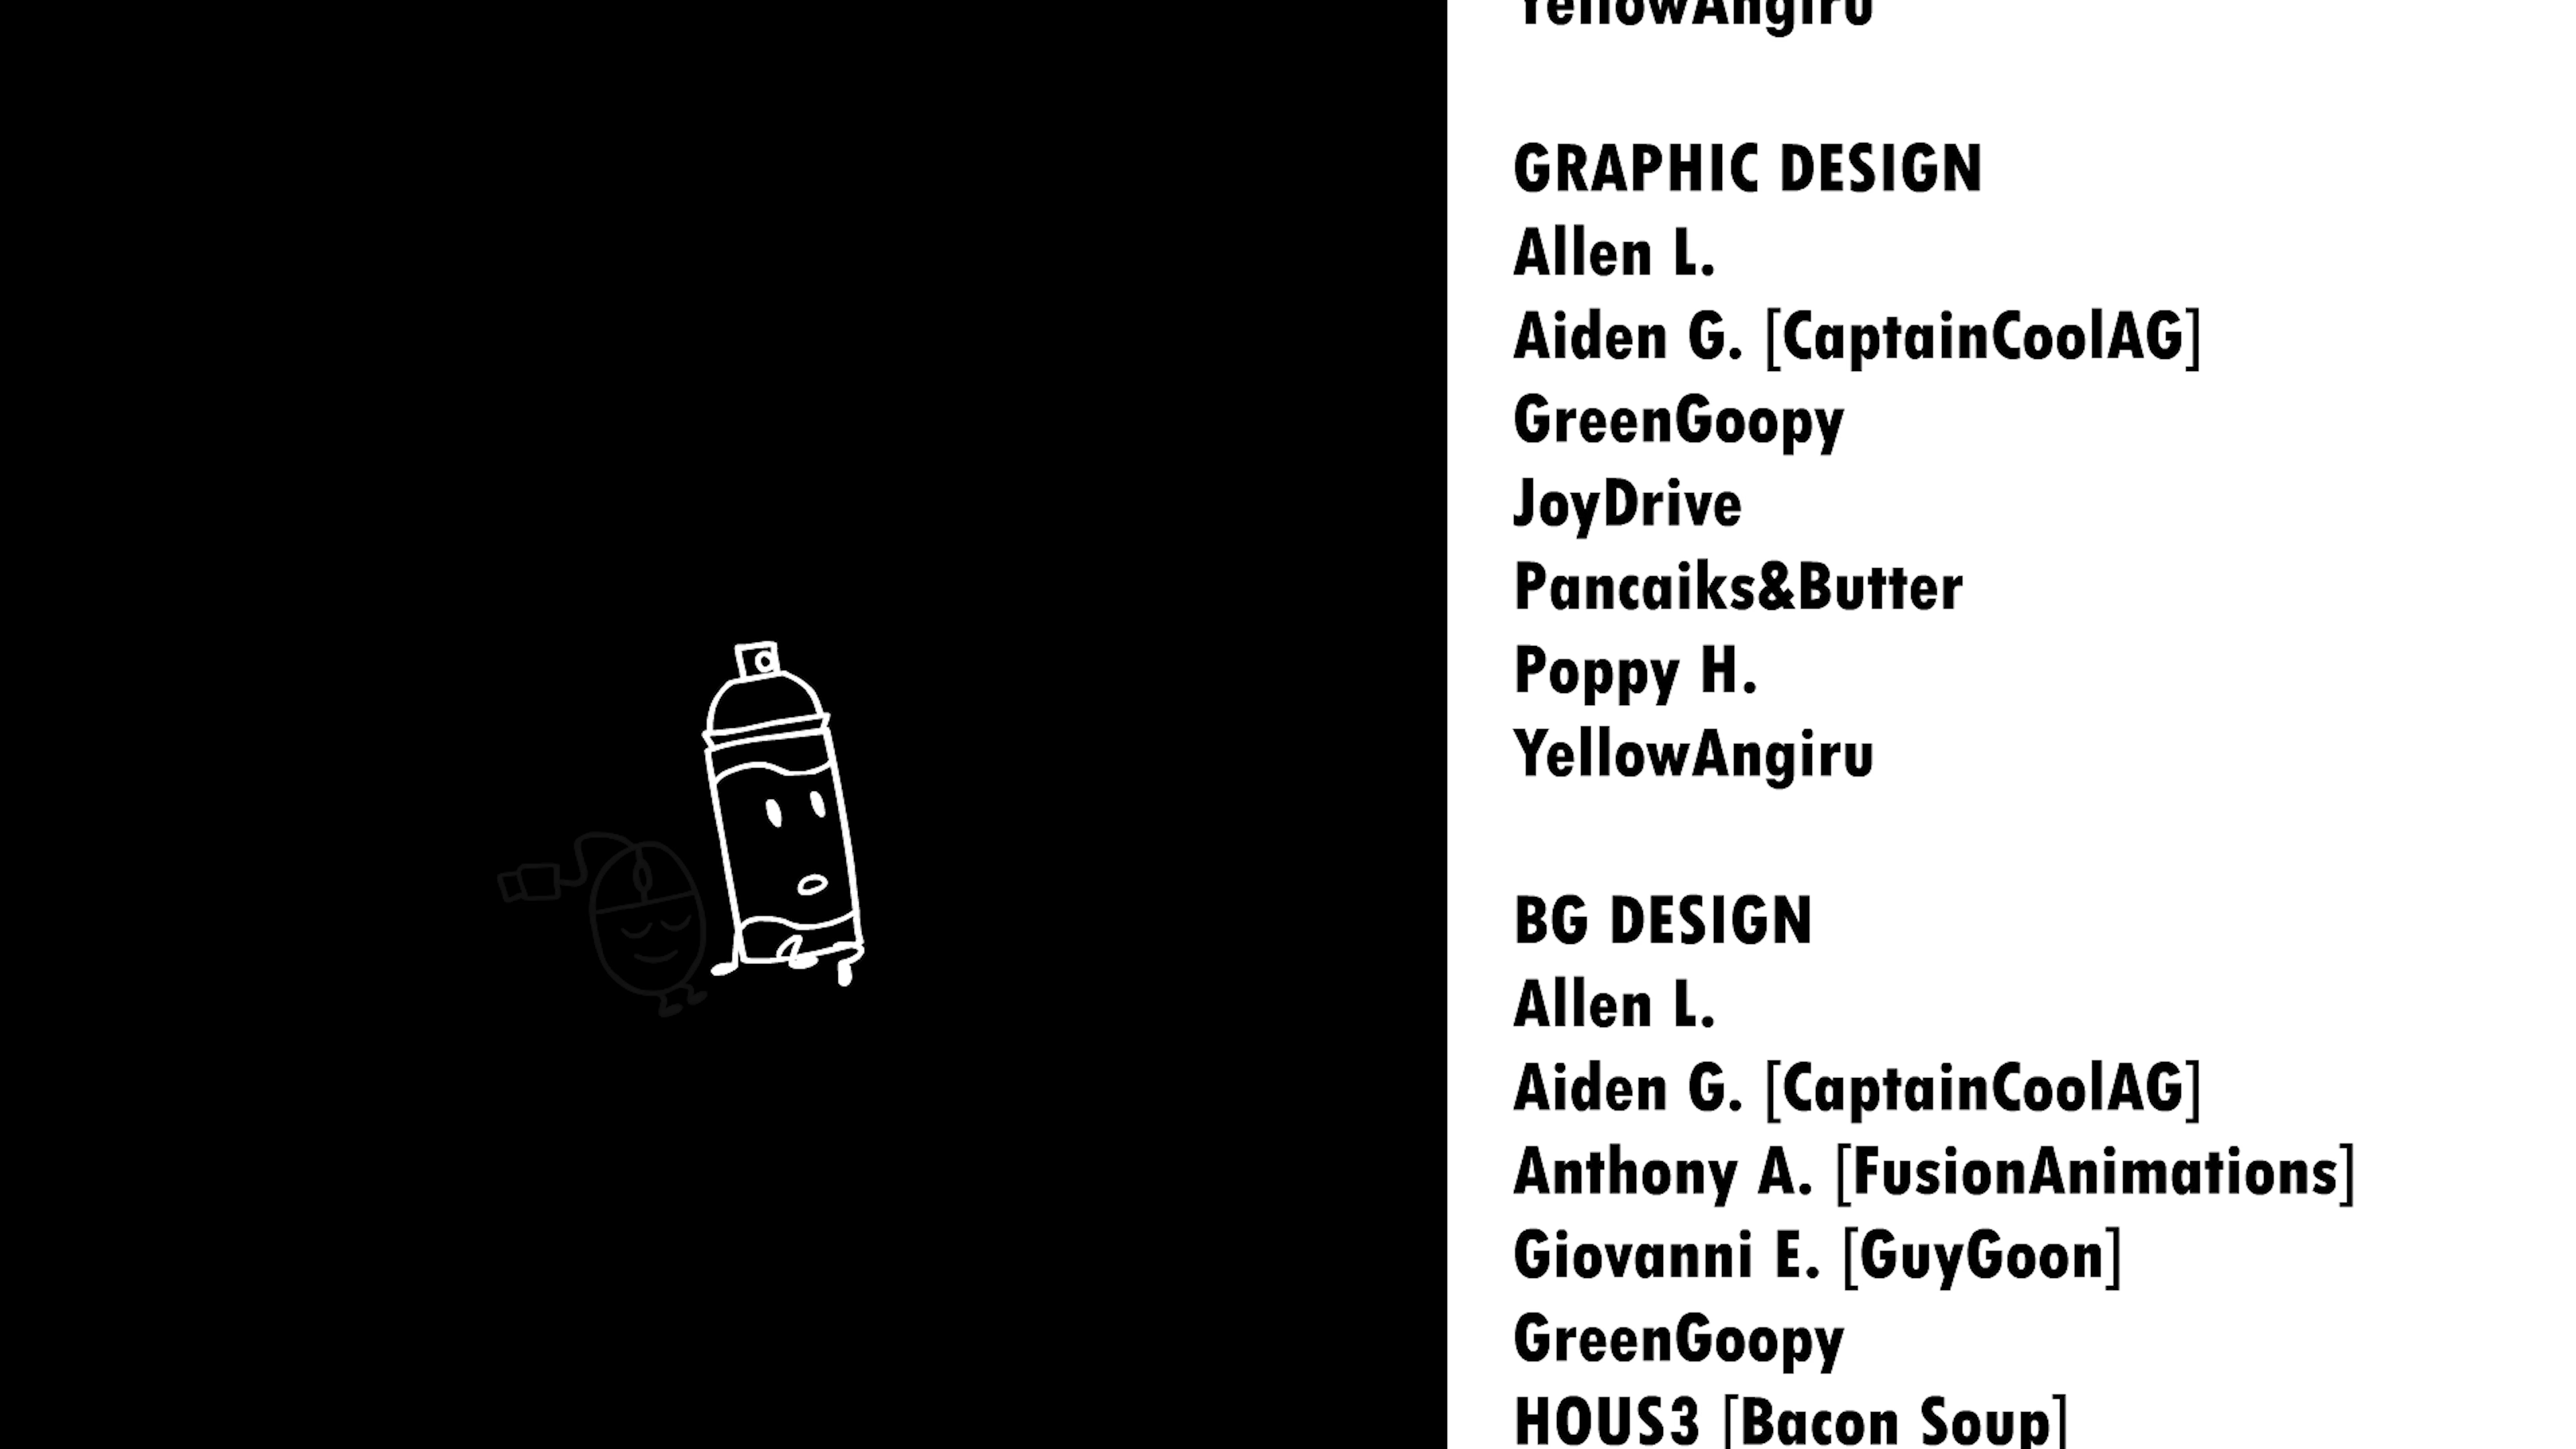 YellowAngiru
GRAPHIC DESIGN
Allen L.
Aiden G. [CaptainCoolAG]
GreenGoopy
JoyDrive
Pancaiks&Butter
Poppy H.
YellowAngiru
BG DESIGN
Allen L.
Aiden G. [CaptainCoolAG]
Anthony A. [FusionAnimations]
Giovanni E. [GuyGoon]
GreenGoopy
HOUS3 [Bacon Soup]